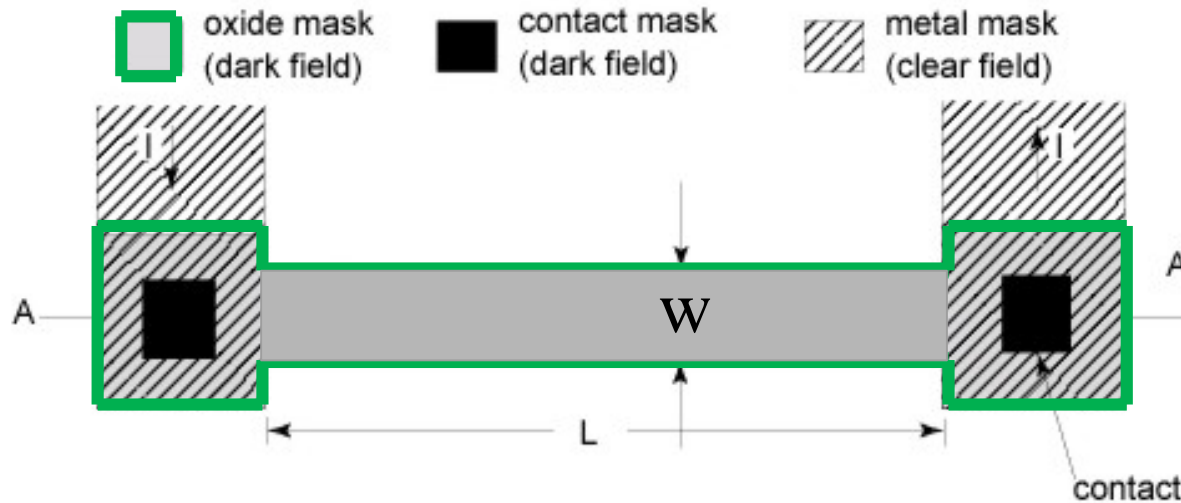 oxide mask
(dark field)
contact mask
(dark field)
metal mask
(clear field)
I
I
A
A
W
L
contact